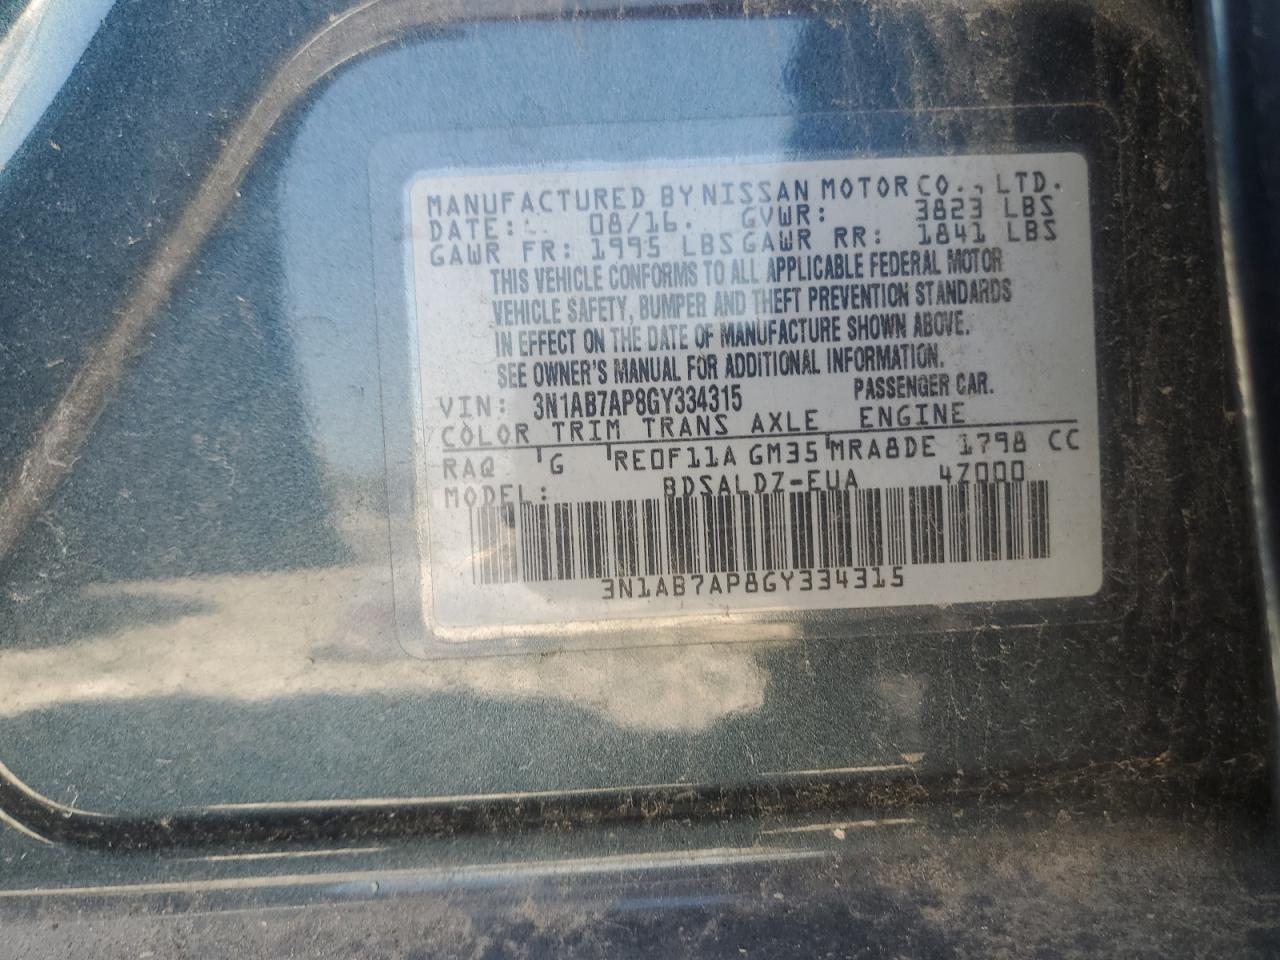 MANUFACTURED BY NISSAN MOTOR CO., LTD.
DATE: 08/16. GVWR: 3823 LBS
GAWR FR: 1995 LBS GAWR RR: 1841 LBS
THIS VEHICLE CONFORMS TO ALL APPLICABLE FEDERAL MOTOR
VEHICLE SAFETY, BUMPER AND THEFT PREVENTION STANDARDS
IN EFFECT ON THE DATE OF MANUFACTURE SHOWN ABOVE.
SEE OWNER'S MANUAL FOR ADDITIONAL INFORMATION.
VIN: 3N1AB7AP8GY334315 PASSENGER CAR.
COLOR TRIM TRANS AXLE ENGINE
RAQ G RE0F11A GM35 MRA8DE 1798 CC
MODEL: BDSALDZ-EUA 4Z000
3N1AB7AP8GY334315